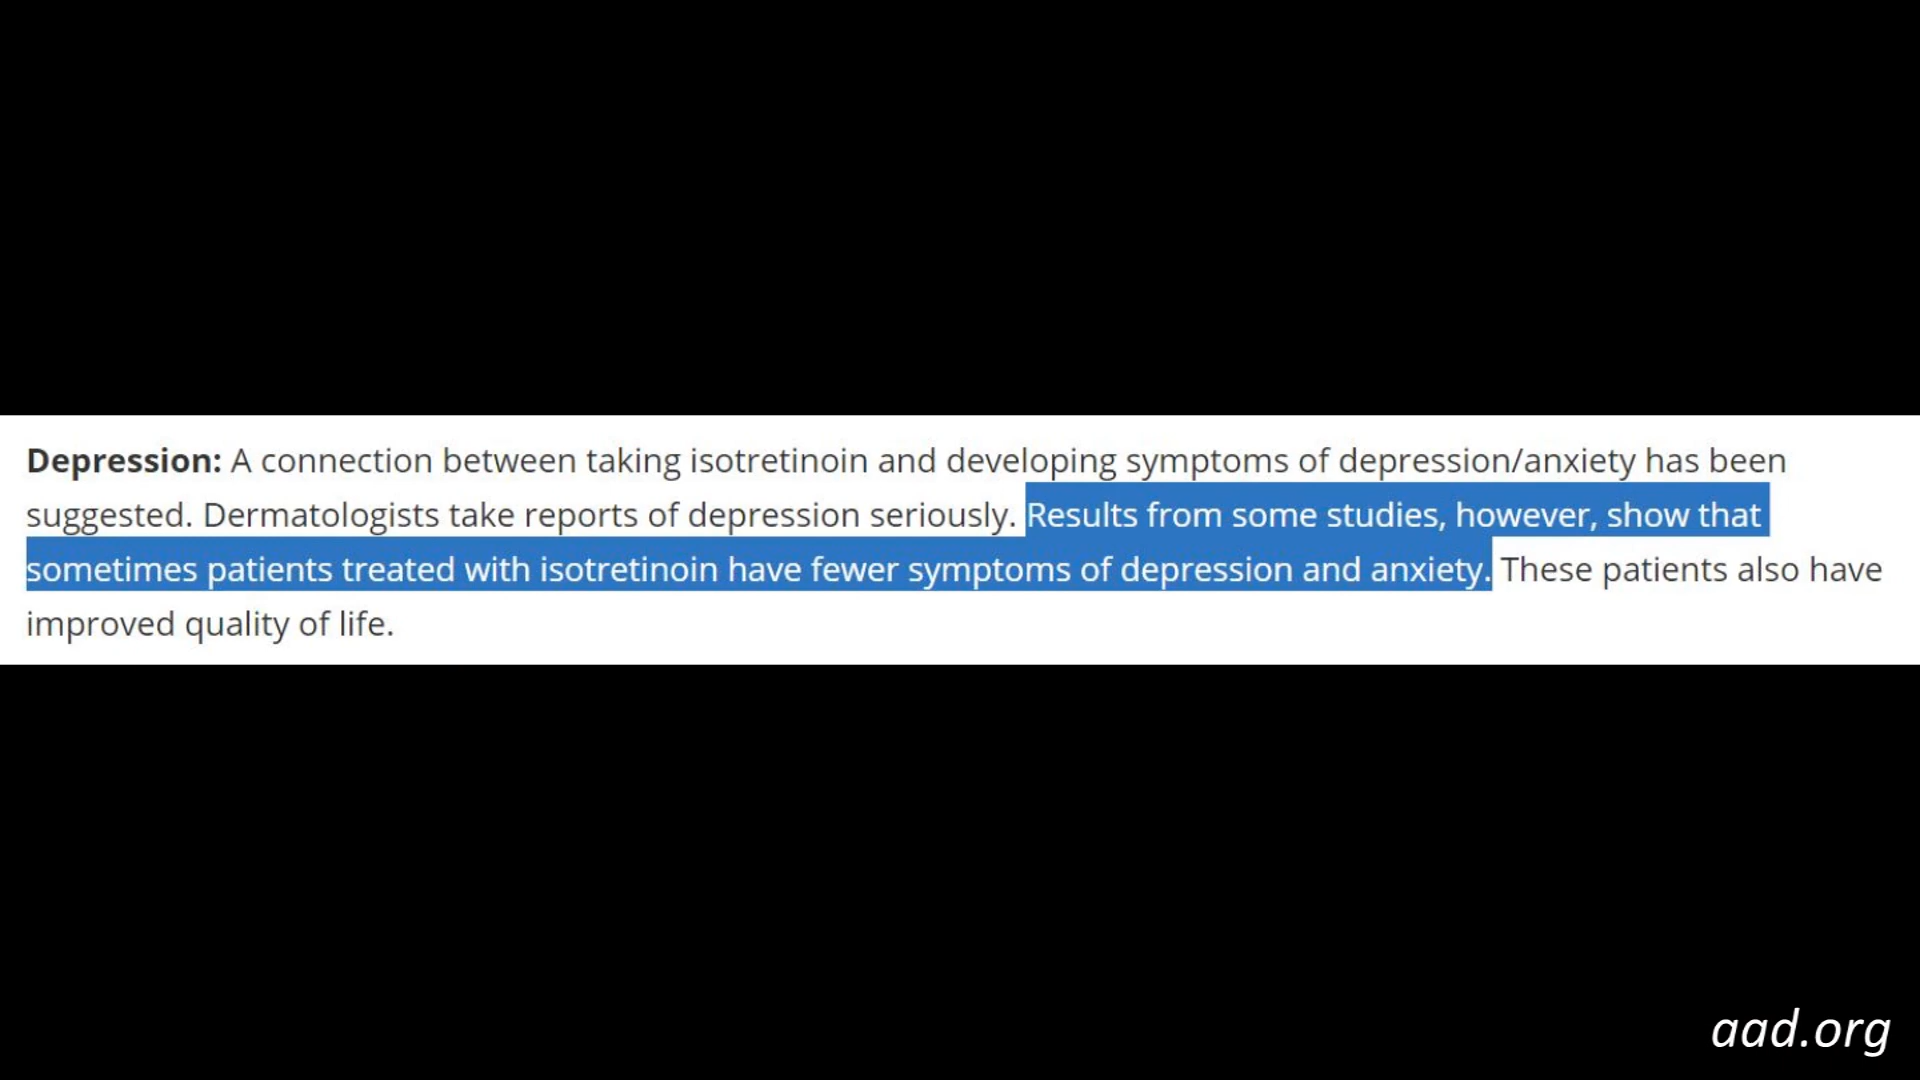 Depression: A connection between taking isotretinoin and developing symptoms of depression/anxiety has been
suggested. Dermatologists take reports of depression seriously. Results from some studies, however, show that
sometimes patients treated with isotretinoin have fewer symptoms of depression and anxiety. These patients also have
improved quality of life.
aad.org